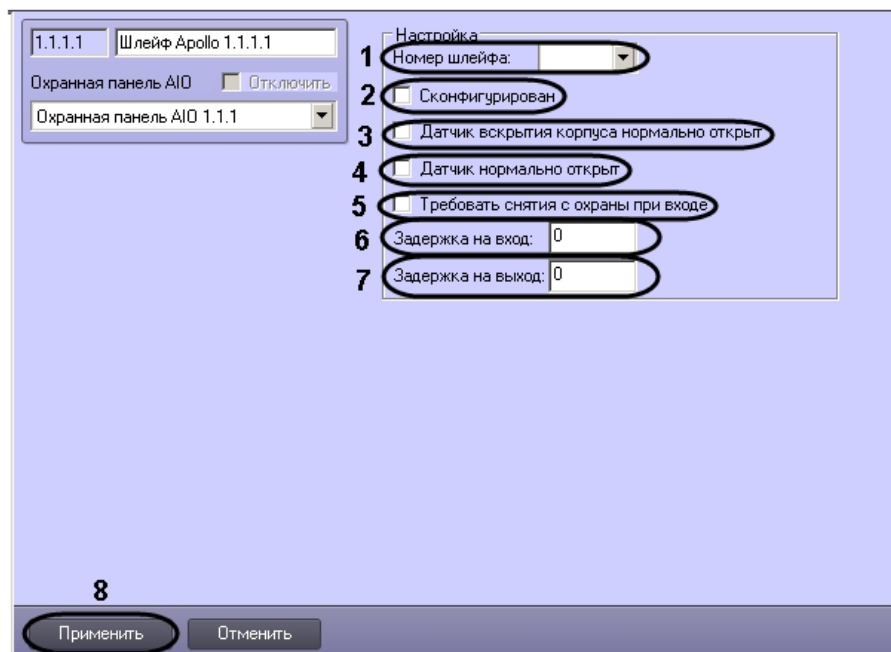 1.1.1.1 Шлейф Apollo 1.1.1.1
Охранная панель AIO Отключить
Охранная панель AIO 1.1.1
Настройка
1 Номер шлейфа:
2 Сконфигурирован
3 Датчик вскрытия корпуса нормально открыт
4 Датчик нормально открыт
5 Требовать снятия с охраны при входе
6 Задержка на вход: 0
7 Задержка на выход: 0
8
Применить Отменить